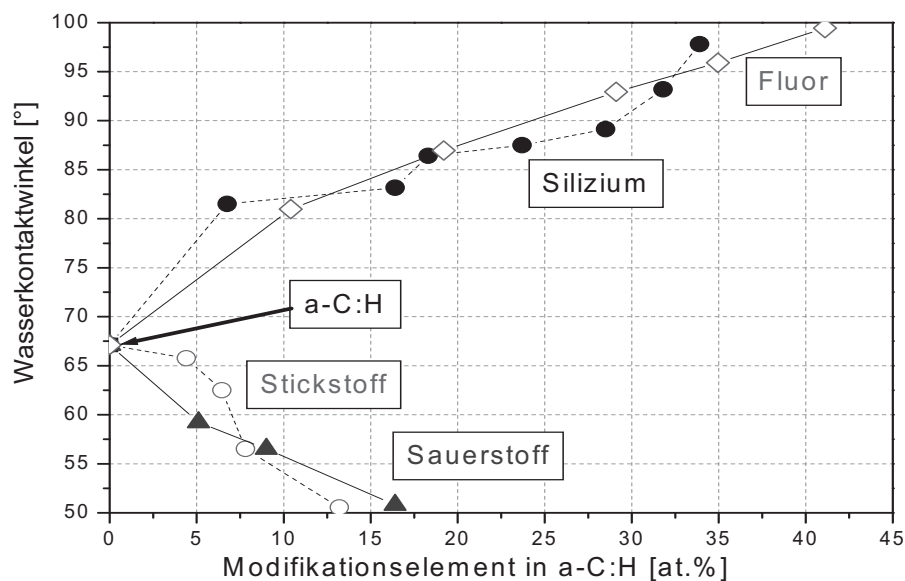 100
95
90
85
80
75
70
65
60
55
50
Wasserkontaktwinkel [°]
Fluor
Silizium
a-C:H
Stickstoff
Sauerstoff
0 5 10 15 20 25 30 35 40 45
Modifikationselement in a-C:H [at.%]